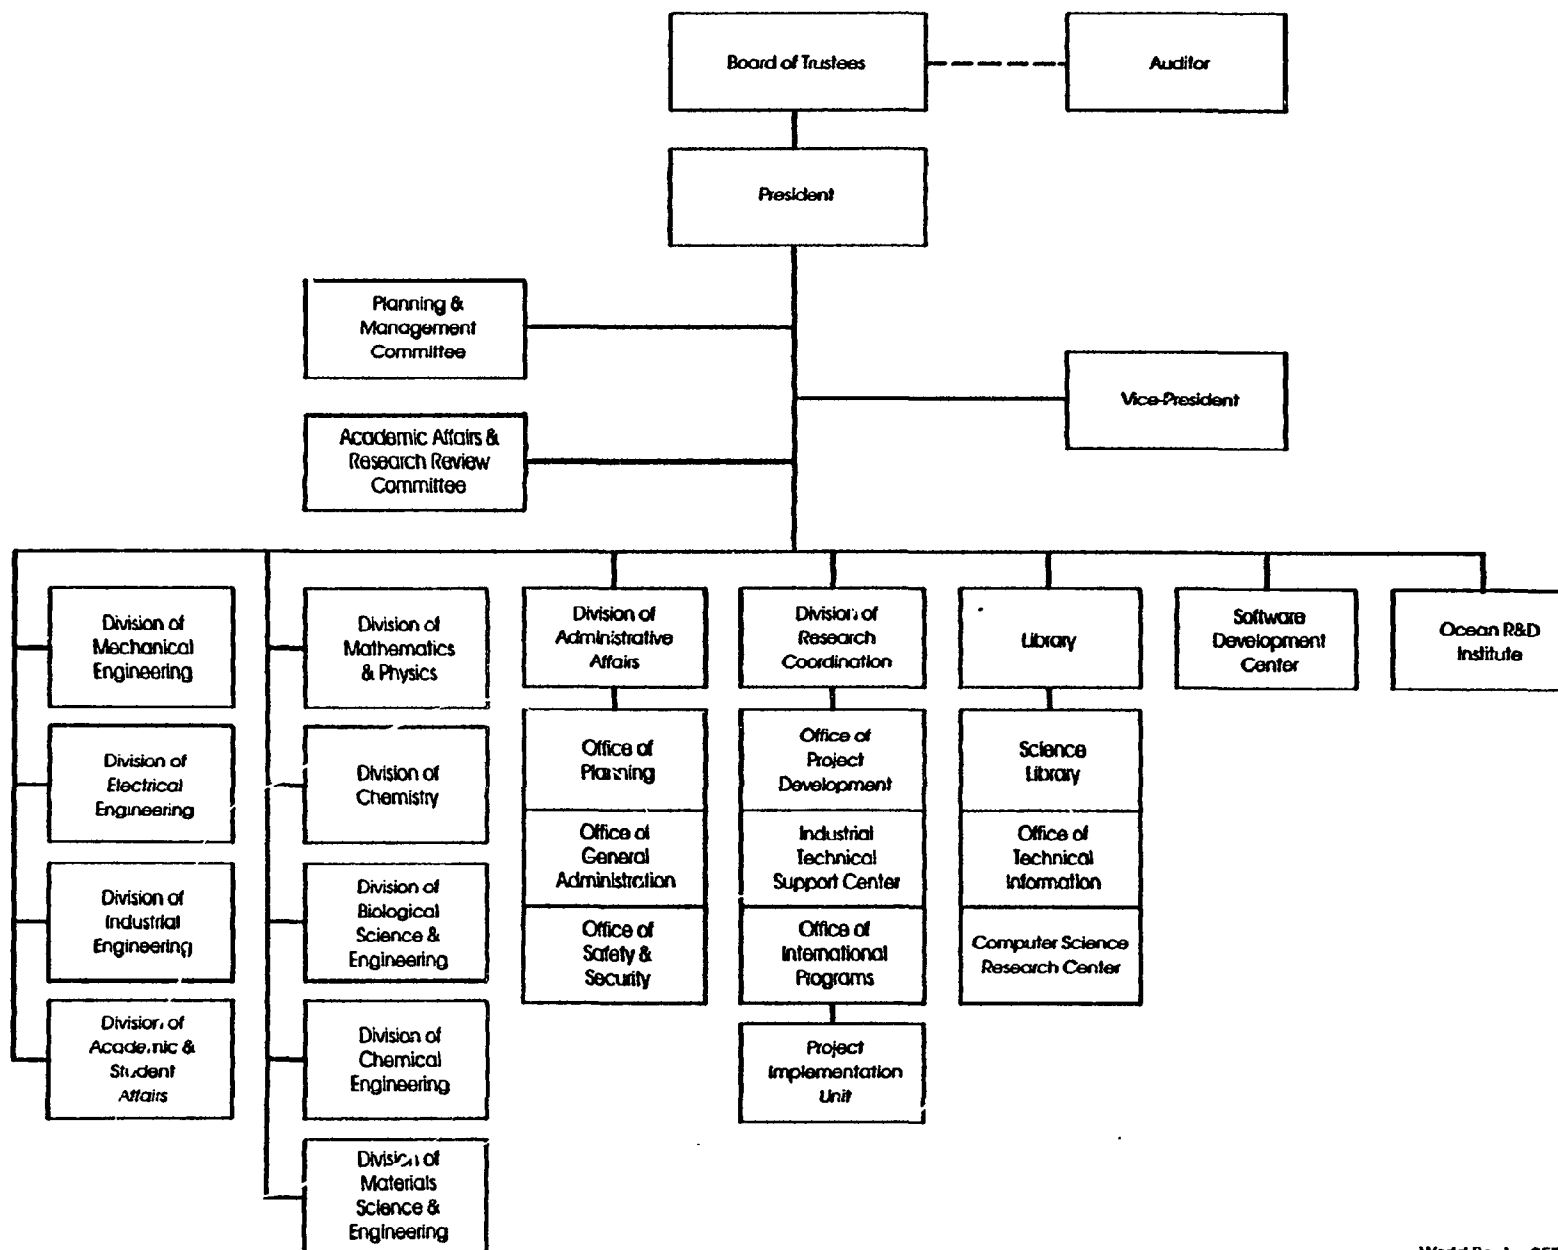 Board of Trustees
Auditor
President
Planning &
Management
Committee
Vice-President
Academic Affairs &
Research Review
Committee
Division of
Mechanical
Engineering
Division of
Electrical
Engineering
Division of
Industrial
Engineering
Division of
Academic &
Student
Affairs
Division of
Mathematics
& Physics
Division of
Chemistry
Division of
Biological
Science &
Engineering
Division of
Chemical
Engineering
Division of
Materials
Science &
Engineering
Division of
Administrative
Affairs
Office of
Planning
Office of
General
Administration
Office of
Safety &
Security
Division of
Research
Coordination
Office of
Project
Development
Industrial
Technical
Support Center
Office of
International
Programs
Project
Implementation
Unit
Library
Science
Library
Office of
Technical
Information
Computer Science
Research Center
Software
Development
Center
Ocean R&D
Institute